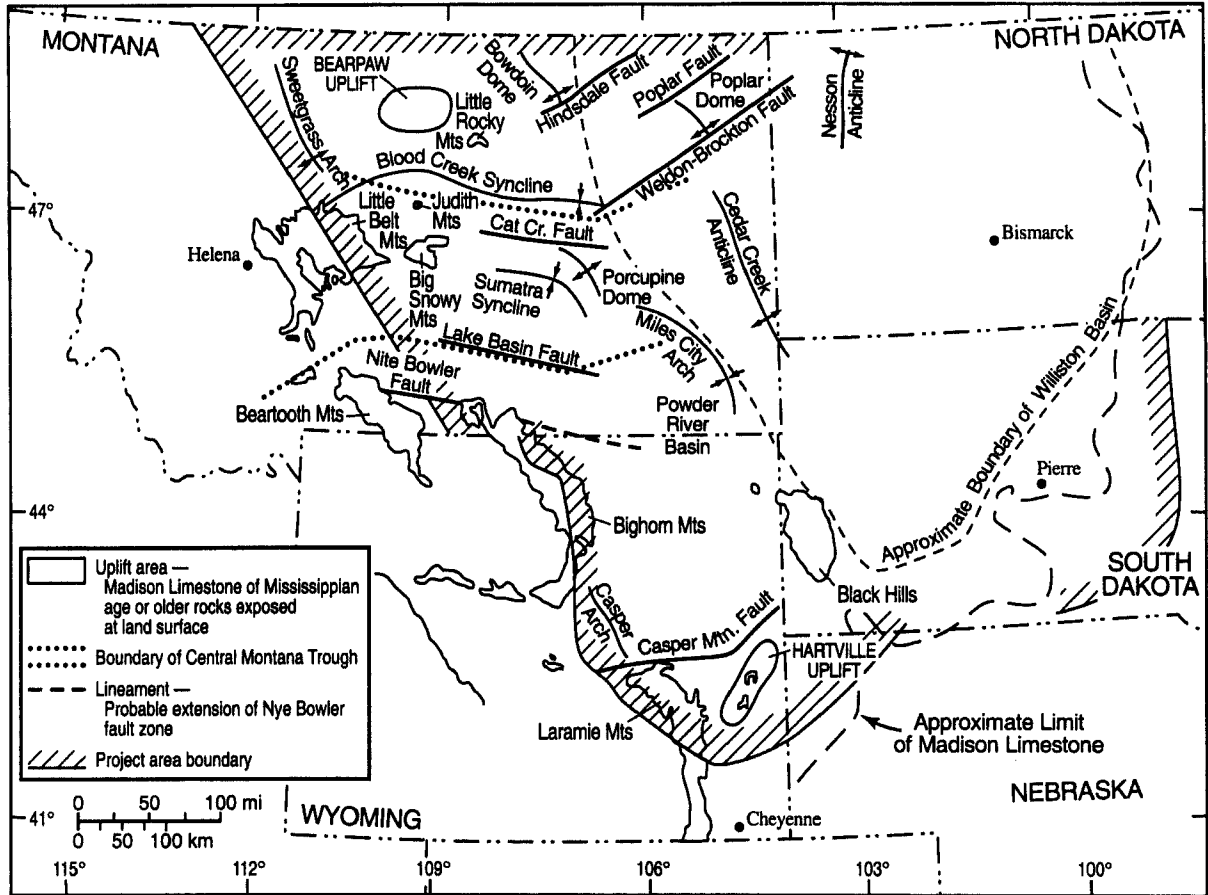 MONTANA
NORTH DAKOTA
BEARPAW
UPLIFT
Sweetgrass Arch
Little
Rocky
Mts
Bowdoin
Dome
Hindsdale Fault
Poplar Fault
Poplar
Dome
Weldon-Brockton Fault
Nesson
Anticline
Blood Creek Syncline
47°
Little
Belt
Mts
Judith
Mts
Cat Cr. Fault
Cedar Creek
Anticline
Bismarck
Helena
Big
Snowy
Mts
Sumatra
Syncline
Porcupine
Dome
Miles City
Arch
Lake Basin Fault
Nite Bowler
Fault
Beartooth Mts
Powder
River
Basin
Approximate Boundary of Williston Basin
Pierre
44°
Bighorn Mts
Black Hills
SOUTH
DAKOTA
Uplift area —
Madison Limestone of Mississippian
age or older rocks exposed
at land surface
Boundary of Central Montana Trough
Lineament —
Probable extension of Nye Bowler
fault zone
Project area boundary
Casper
Arch
Casper Mtn. Fault
HARTVILLE
UPLIFT
Laramie Mts
Approximate Limit
of Madison Limestone
NEBRASKA
0 50 100 mi
0 50 100 km
41°
WYOMING
Cheyenne
115° 112° 109° 106° 103° 100°